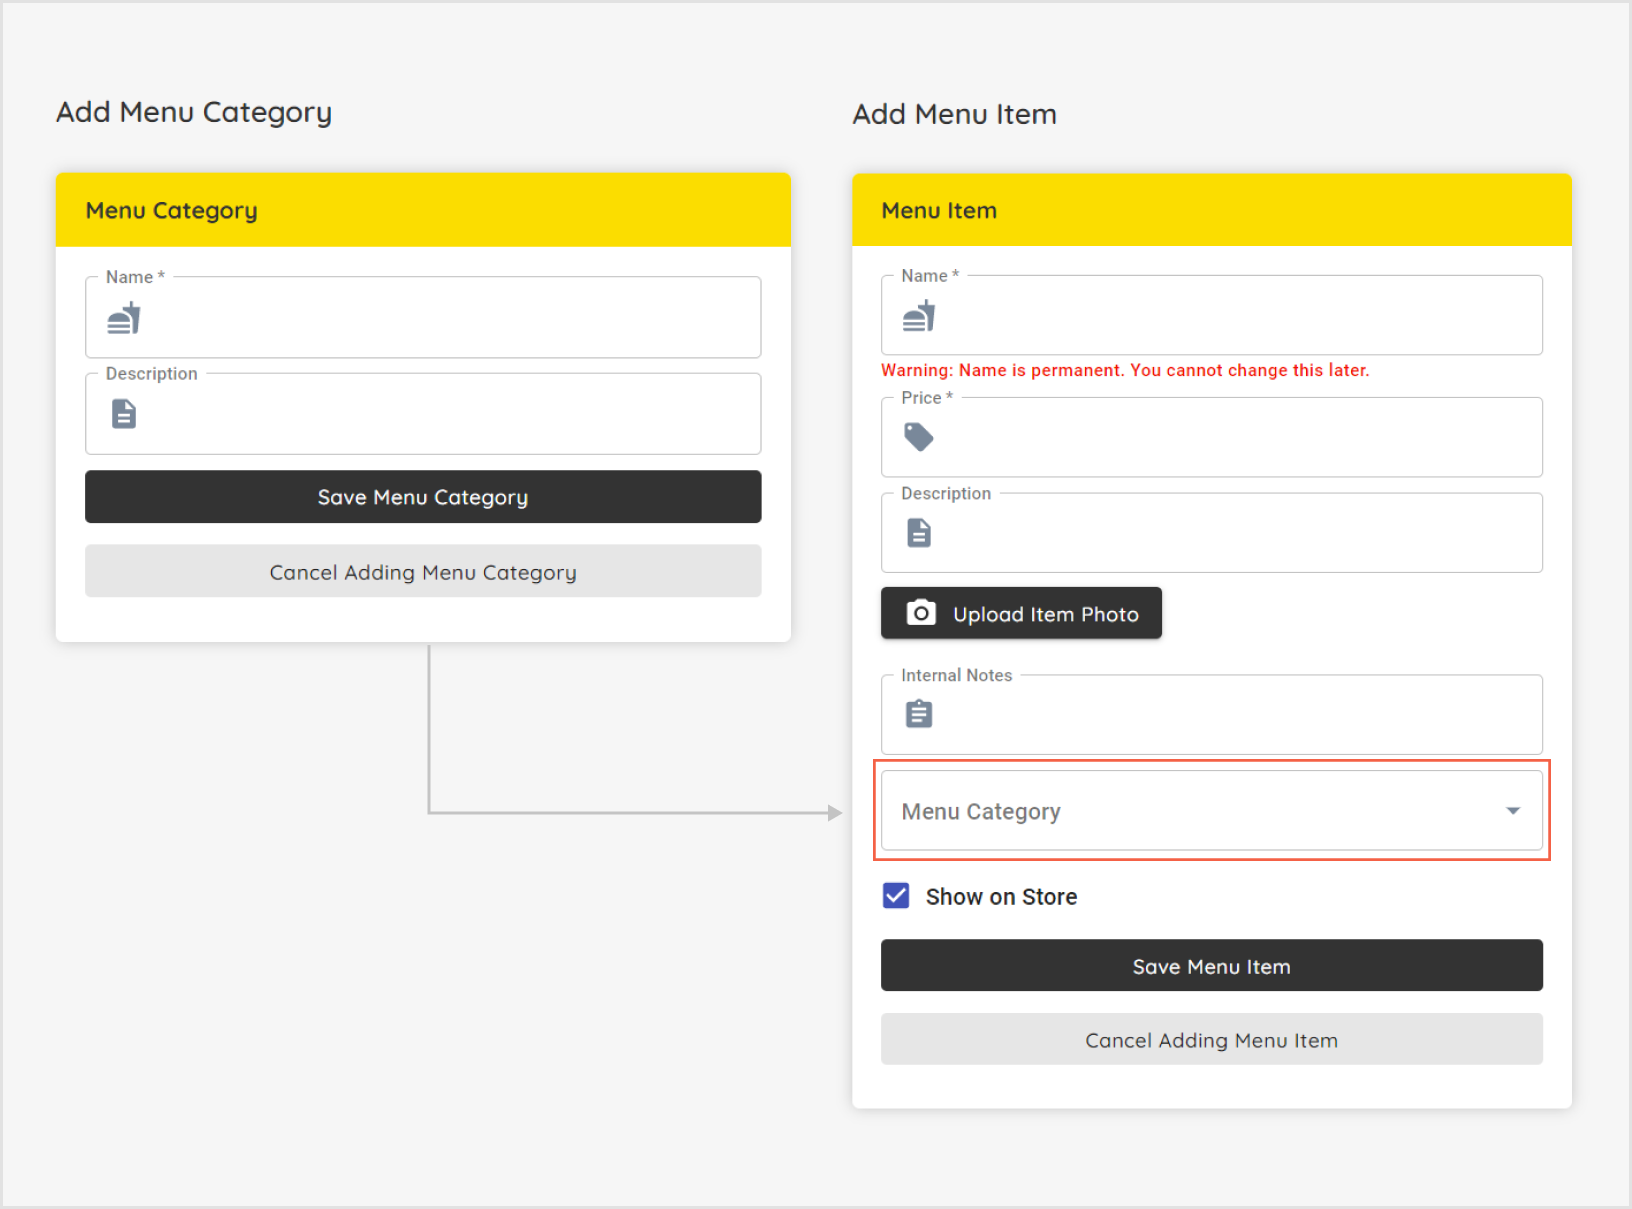 Add Menu Category
Menu Category
Name *
Description
Save Menu Category
Cancel Adding Menu Category
Add Menu Item
Menu Item
Name *
Warning: Name is permanent. You cannot change this later.
Price *
Description
Upload Item Photo
Internal Notes
Menu Category
Show on Store
Save Menu Item
Cancel Adding Menu Item